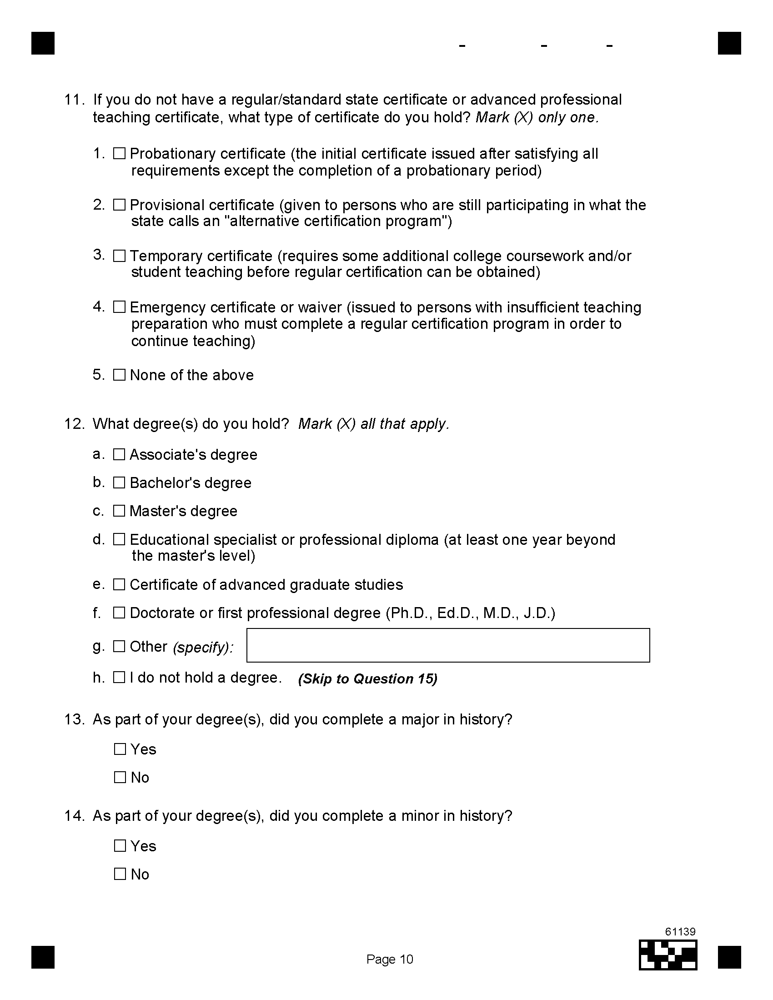 - - -
11. If you do not have a regular/standard state certificate or advanced professional
teaching certificate, what type of certificate do you hold? Mark (X) only one.
1. Probationary certificate (the initial certificate issued after satisfying all
requirements except the completion of a probationary period)
2. Provisional certificate (given to persons who are still participating in what the
state calls an "alternative certification program")
3. Temporary certificate (requires some additional college coursework and/or
student teaching before regular certification can be obtained)
4. Emergency certificate or waiver (issued to persons with insufficient teaching
preparation who must complete a regular certification program in order to
continue teaching)
5. None of the above
12. What degree(s) do you hold? Mark (X) all that apply.
a. Associate's degree
b. Bachelor's degree
c. Master's degree
d. Educational specialist or professional diploma (at least one year beyond
the master's level)
e. Certificate of advanced graduate studies
f. Doctorate or first professional degree (Ph.D., Ed.D., M.D., J.D.)
g. Other (specify):
h. I do not hold a degree. (Skip to Question 15)
13. As part of your degree(s), did you complete a major in history?
Yes
No
14. As part of your degree(s), did you complete a minor in history?
Yes
No
61139
Page 10